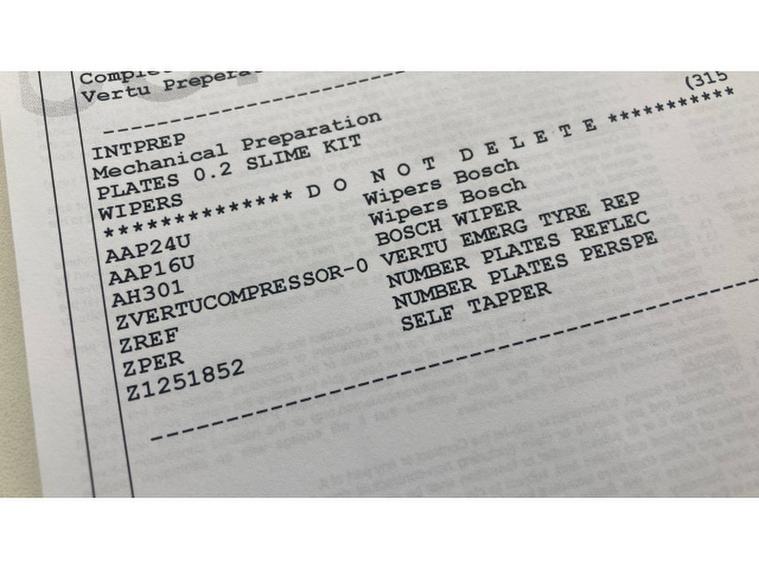 Vertu
(315
INTPREP
Mechanical Preparation
PLATES 0.2 SLIME KIT
WIPERS
************** D O N O T D E L E T E ***********
AAP24U Wipers Bosch
AAP16U Wipers Bosch
AH301 BOSCH WIPER
ZVERTUCOMPRESSOR-0 VERTU EMERG TYRE REP
ZREF NUMBER PLATES REFLEC
ZPER NUMBER PLATES PERSPE
Z1251852 SELF TAPPER